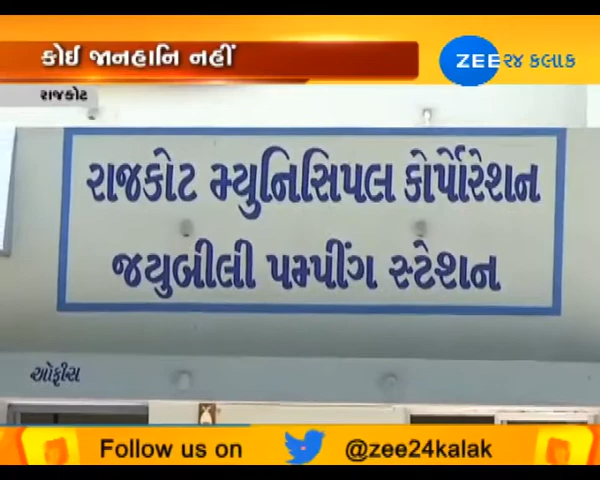 કોઈ જાનહાનિ નહીં
ZEE ૨૪ કલાક
રાજકોટ
રાજકોટ મ્યુનિસિપલ કોર્પોરેશન
જયુબીલી પમ્પીંગ સ્ટેશન
ઓફીસ
Follow us on @zee24kalak